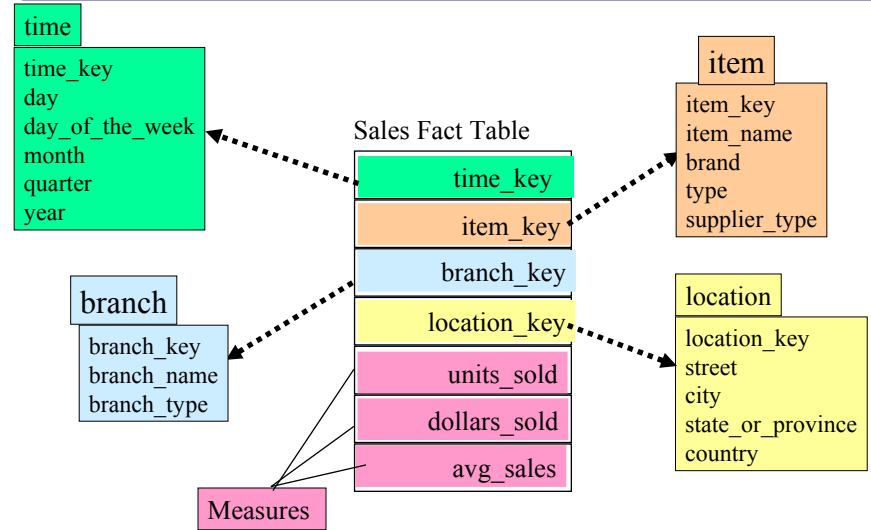 time
time_key
day
day_of_the_week
month
quarter
year
item
item_key
item_name
brand
type
supplier_type
Sales Fact Table
time_key
item_key
branch_key
location_key
units_sold
dollars_sold
avg_sales
branch
branch_key
branch_name
branch_type
location
location_key
street
city
state_or_province
country
Measures